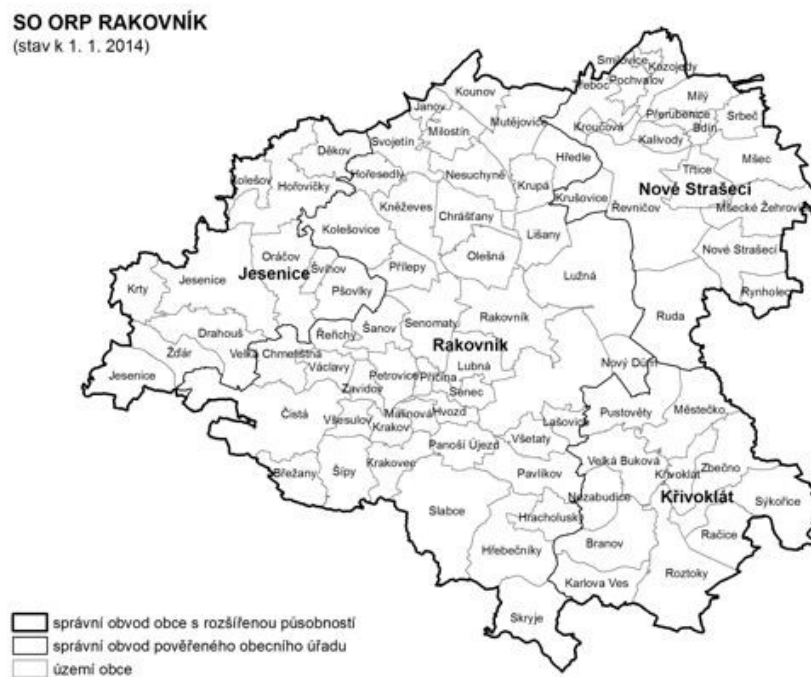 SO ORP RAKOVNÍK
(stav k 1. 1. 2014)
Smilovice
Kozojedy
Třeboc
Pochvalov
Kounov
Milý
Janov
Přerubenice
Srbeč
Mutějovice
Milostín
Kroučová
Bdín
Svojetín
Kalivody
Děkov
Hředle
Mšec
Hořesedly
Nesuchyně
Třtice
Kolešov
Hořovičky
Krupá
Nové Strašecí
Kněževes
Krušovice
Řevničov
Mšecké Žehrovice
Chrášťany
Kolešovice
Lišany
Nové Strašecí
Oráčov
Olešná
Jesenice
Jesenice
Švihov
Přílepy
Lužná
Krty
Pšovlky
Rynholec
Ruda
Rakovník
Drahouš
Řeřichy
Šanov
Senomaty
Rakovník
Žďár
Velká Chmelištná
Nový Dům
Jesenice
Václavy
Petrovice
Příčina
Lubná
Zavidov
Senec
Čistá
Všesulov
Malinová
Hvozd
Lašovice
Pustověty
Městečko
Krakov
Panoší Újezd
Všetaty
Břežany
Šípy
Krakovec
Pavlíkov
Velká Buková
Křivoklát
Zbečno
Křivoklát
Sýkořice
Nezabudice
Slabce
Hracholusky
Račice
Hřebečníky
Branov
Roztoky
Karlova Ves
Skryje
správní obvod obce s rozšířenou působností
správní obvod pověřeného obecního úřadu
území obce